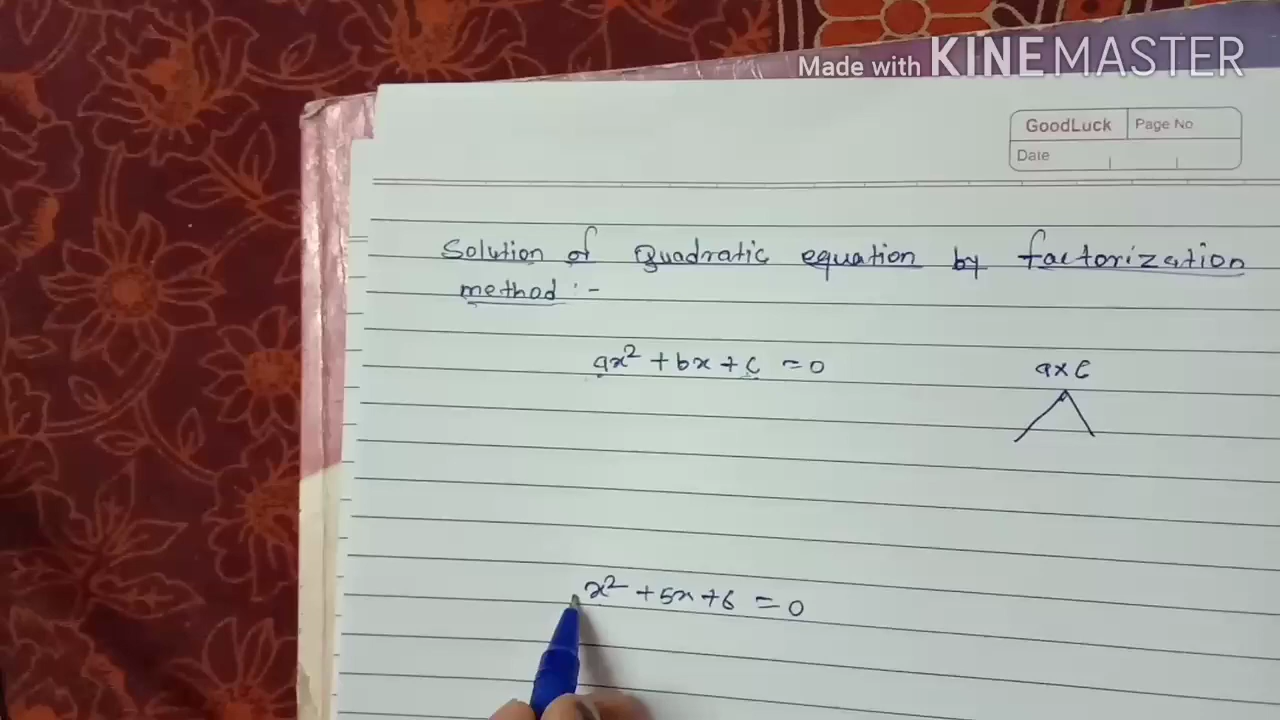 Made with KINEMASTER
GoodLuck Page No
Date
Solution of Quadratic equation by factorization
method :-
ax² + bx + c = 0
a x c
x² + 5x + 6 = 0